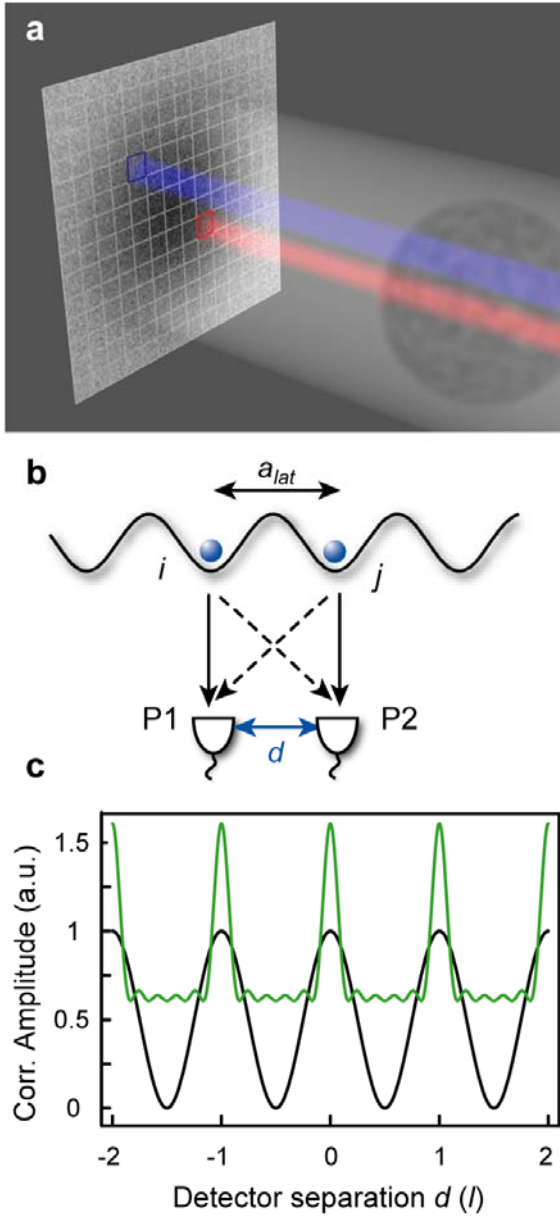 a
b
a_lat
i
j
P1
P2
d
c
Corr. Amplitude (a.u.)
1.5
1
0.5
0
-2
-1
0
1
2
Detector separation d (l)